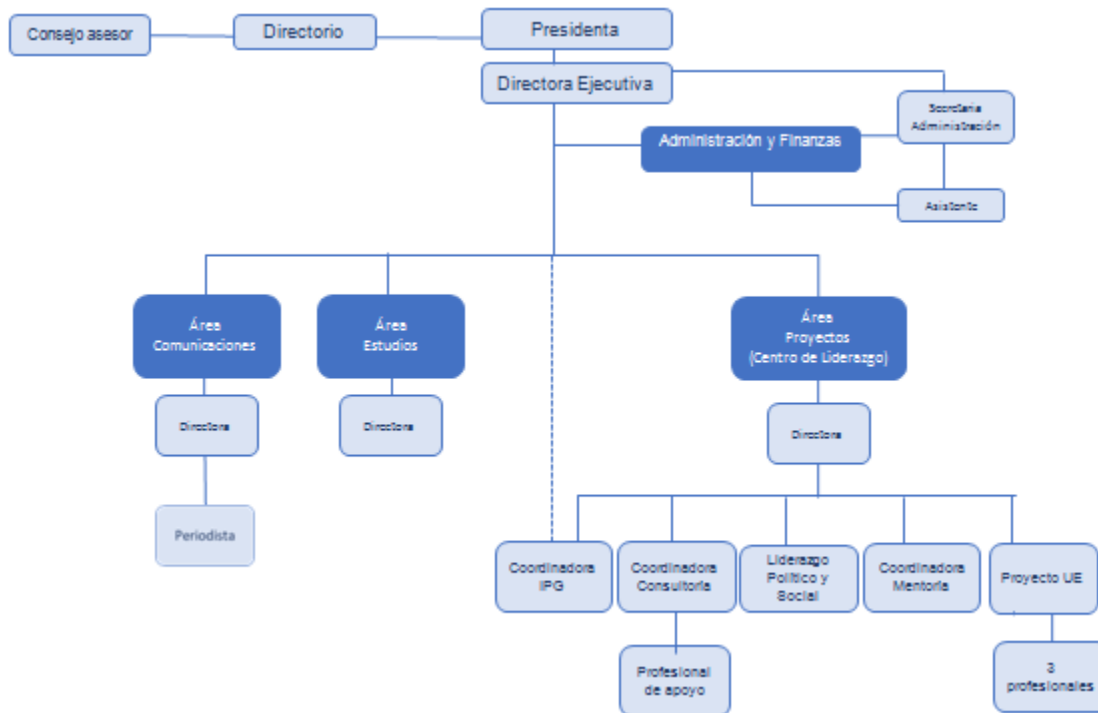 Consejo asesor
Directorio
Presidenta
Directora Ejecutiva
Secretaria
Administración
Administración y Finanzas
Asistente
Área
Comunicaciones
Área
Estudios
Área
Proyectos
(Centro de Liderazgo)
Directora
Directora
Directora
Periodista
Coordinadora
IPG
Coordinadora
Consultoría
Liderazgo
Político y
Social
Coordinadora
Mentoría
Proyecto UE
Profesional
de apoyo
3
profesionales